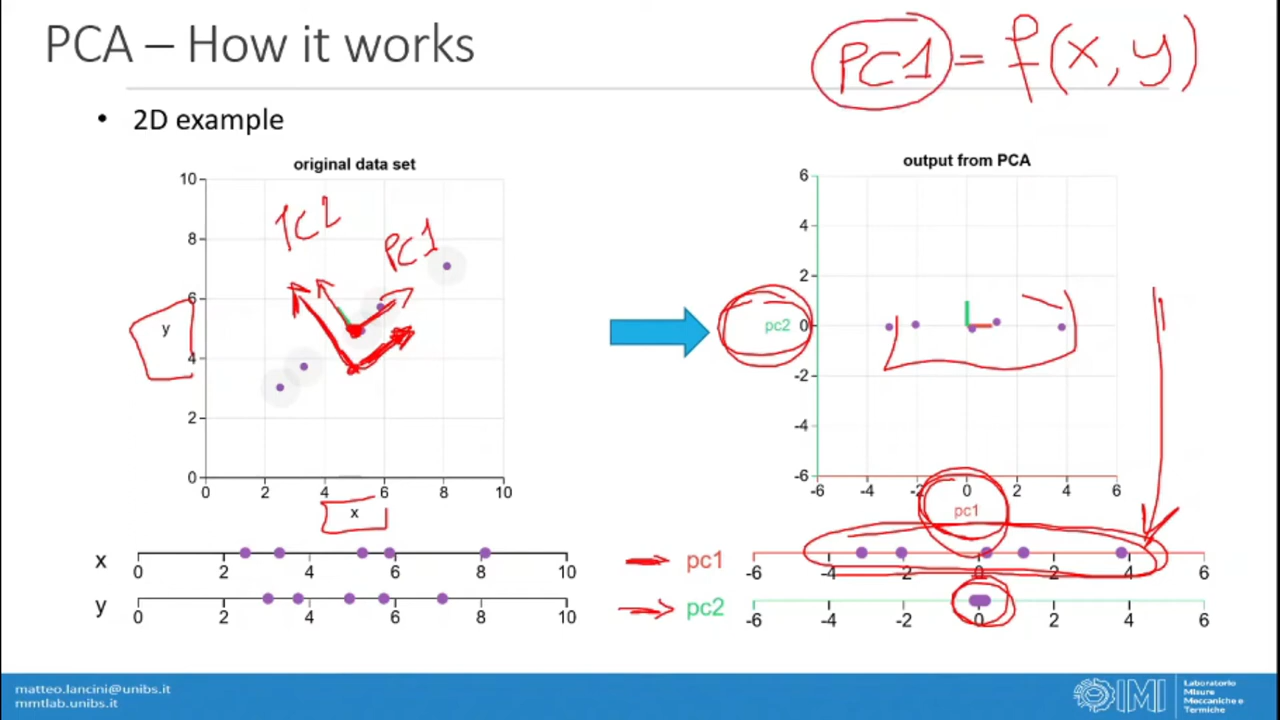 PCA – How it works
PC1 = f(x, y)
• 2D example
original data set
10
8
6
4
2
0
y
PC2
PC1
0 2 4 6 8 10
x
output from PCA
6
4
2
0
-2
-4
-6
pc2
-6 -4 -2 0 2 4 6
pc1
x
0 2 4 6 8 10
y
0 2 4 6 8 10
pc1
-6 -4 -2 0 2 4 6
pc2
-6 -4 -2 0 2 4 6
matteo.lancini@unibs.it
mmtlab.unibs.it
IMI
Laboratorio
Misure
Meccaniche e
Termiche